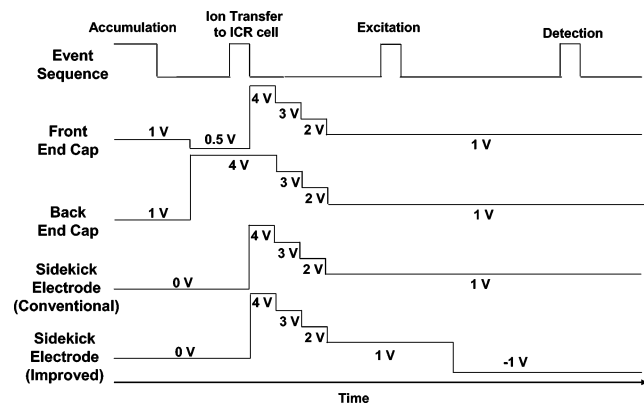 Accumulation
Ion Transfer
to ICR cell
Excitation
Detection
Event
Sequence
Front
End Cap
1 V
0.5 V
4 V
3 V
2 V
1 V
Back
End Cap
1 V
4 V
3 V
2 V
1 V
Sidekick
Electrode
(Conventional)
0 V
4 V
3 V
2 V
1 V
Sidekick
Electrode
(Improved)
0 V
4 V
3 V
2 V
1 V
-1 V
Time